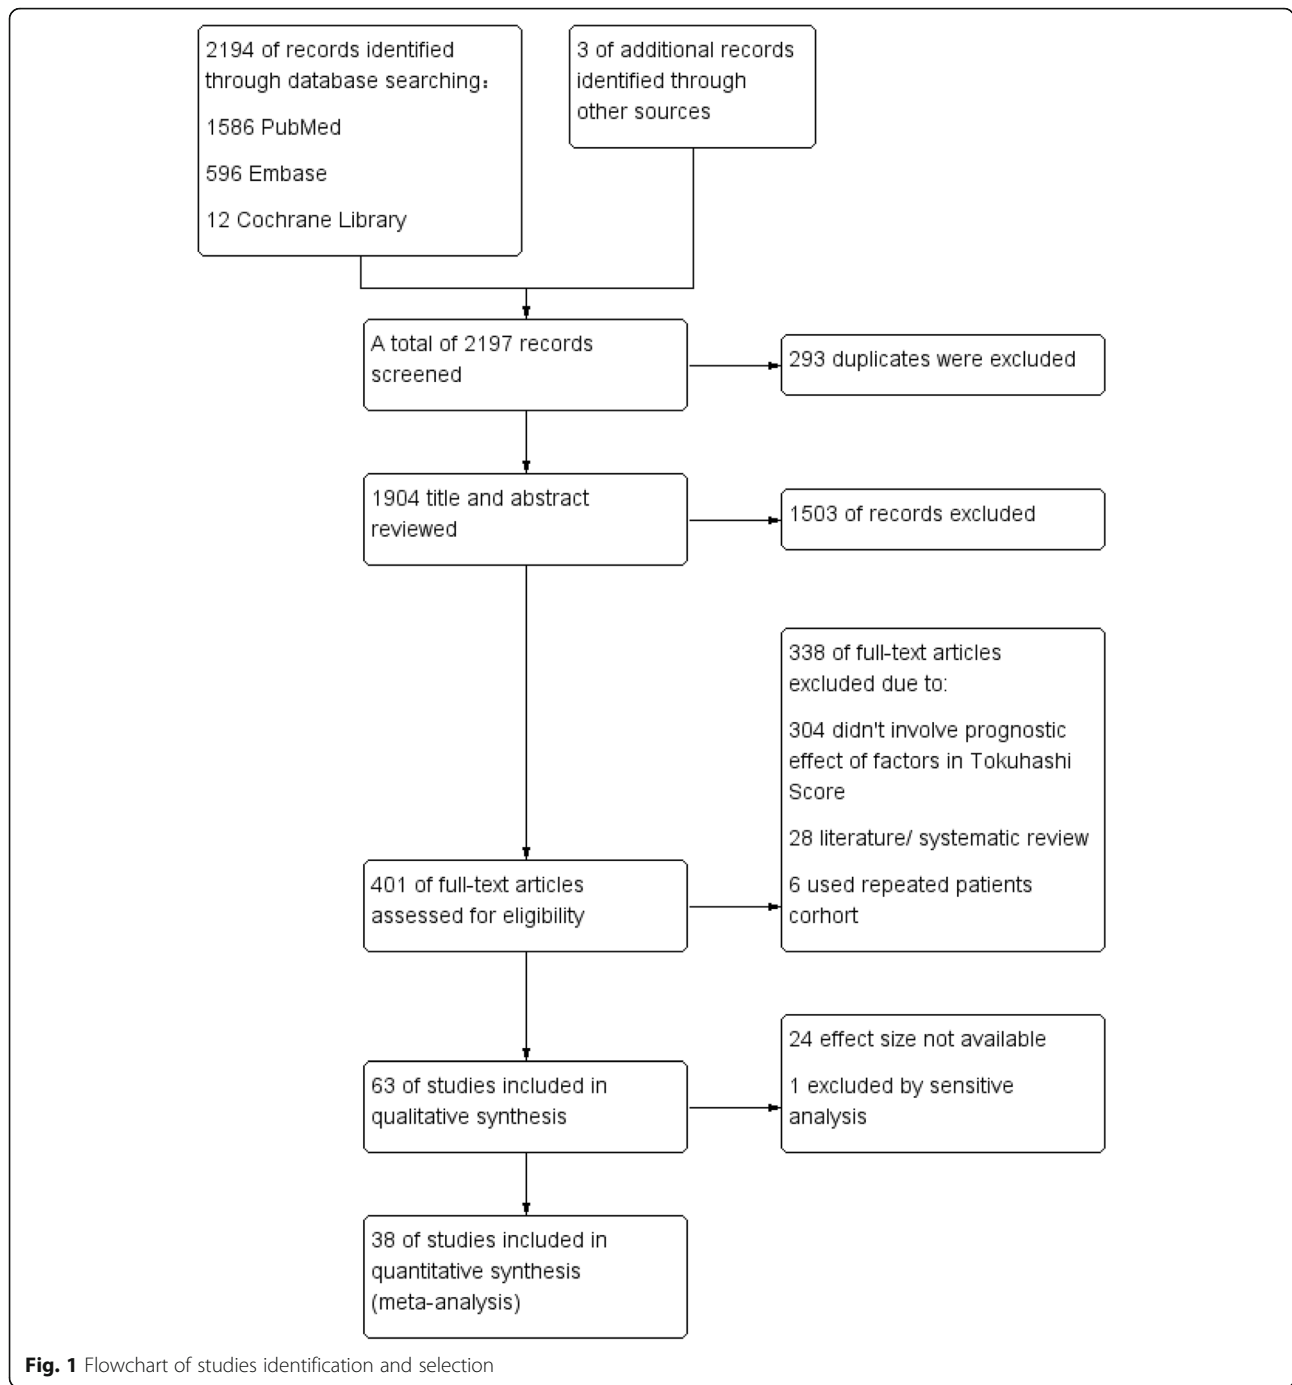 2194 of records identified
through database searching：
1586 PubMed
596 Embase
12 Cochrane Library
3 of additional records
identified through
other sources
A total of 2197 records
screened
293 duplicates were excluded
1904 title and abstract
reviewed
1503 of records excluded
338 of full-text articles
excluded due to:
304 didn't involve prognostic
effect of factors in Tokuhashi
Score
28 literature/ systematic review
6 used repeated patients
corhort
401 of full-text articles
assessed for eligibility
24 effect size not available
1 excluded by sensitive
analysis
63 of studies included in
qualitative synthesis
38 of studies included in
quantitative synthesis
(meta-analysis)
Fig. 1 Flowchart of studies identification and selection